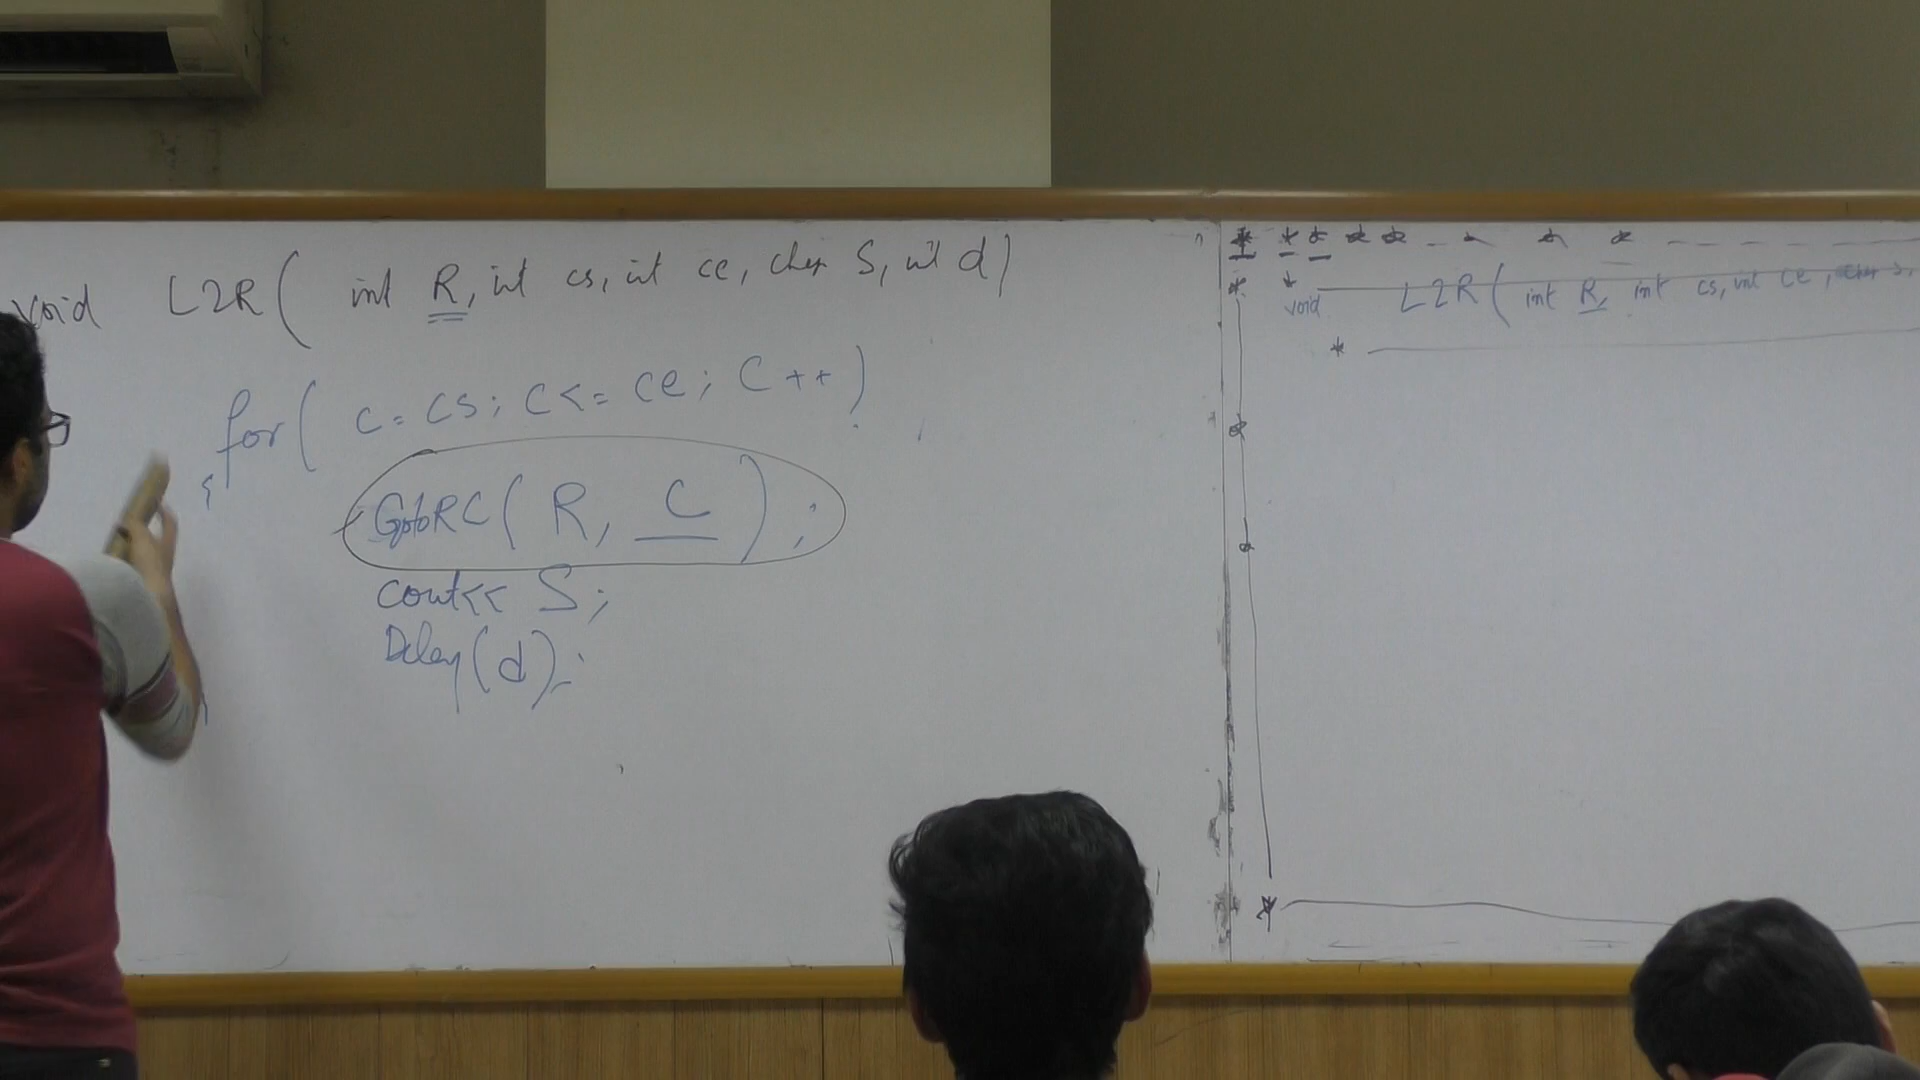 void L2R( int R, int cs, int ce, char S, int d)
for( C=CS; C<=CE; C++)
{
GotoRC( R, C );
cout<< S;
Delay(d);
* * * * * - * * *
*
void L2R( int R, int cs, int ce, char S,
*
*